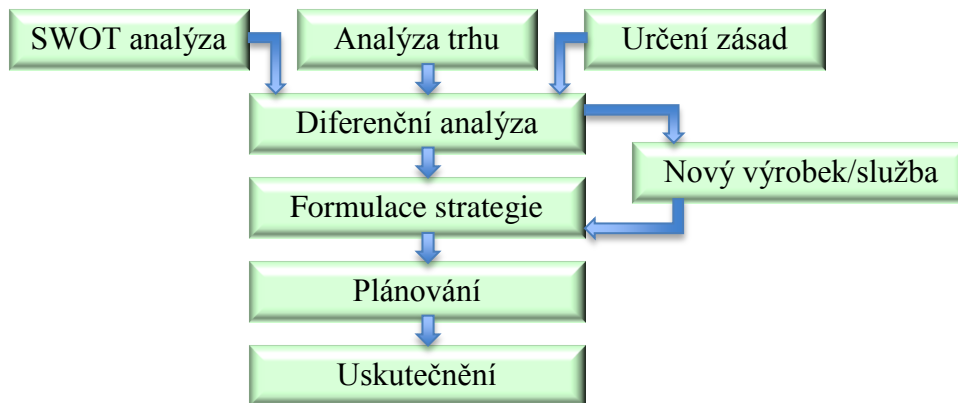 SWOT analýza
Analýza trhu
Určení zásad
Diferenční analýza
Nový výrobek/služba
Formulace strategie
Plánování
Uskutečnění